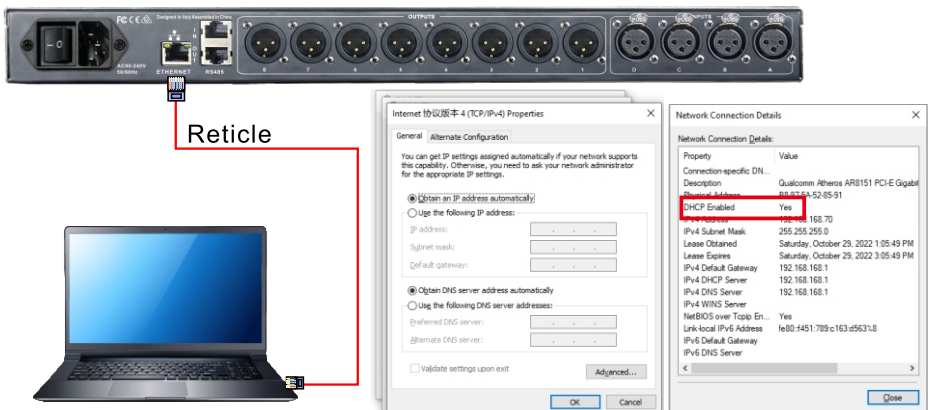 FC CE
Designed in Italy Assembled in China
AC90-240V
50/60Hz
ETHERNET
IN
OUT
RS485
OUTPUTS
8 7 6 5 4 3 2 1
D C B A
Reticle
Internet 协议版本 4 (TCP/IPv4) Properties
General
Alternate Configuration
You can get IP settings assigned automatically if your network supports
this capability. Otherwise, you need to ask your network administrator
for the appropriate IP settings.
Obtain an IP address automatically
Use the following IP address:
IP address:
Subnet mask:
Default gateway:
Obtain DNS server address automatically
Use the following DNS server addresses:
Preferred DNS server:
Alternate DNS server:
Validate settings upon exit
Advanced...
OK
Cancel
Network Connection Details
Network Connection Details:
Property Value
Connection-specific DN...
Description Qualcomm Atheros AR8151 PCI-E Gigabit
Physical Address B8-97-5A-52-85-91
DHCP Enabled Yes
IPv4 Address 192.168.168.70
IPv4 Subnet Mask 255.255.255.0
Lease Obtained Saturday, October 29, 2022 1:05:49 PM
Lease Expires Saturday, October 29, 2022 3:05:49 PM
IPv4 Default Gateway 192.168.168.1
IPv4 DHCP Server 192.168.168.1
IPv4 DNS Server 192.168.168.1
IPv4 WINS Server
NetBIOS over Tcpip En... Yes
Link-local IPv6 Address fe80::f451:789:c163:d563%8
IPv6 Default Gateway
IPv6 DNS Server
Close